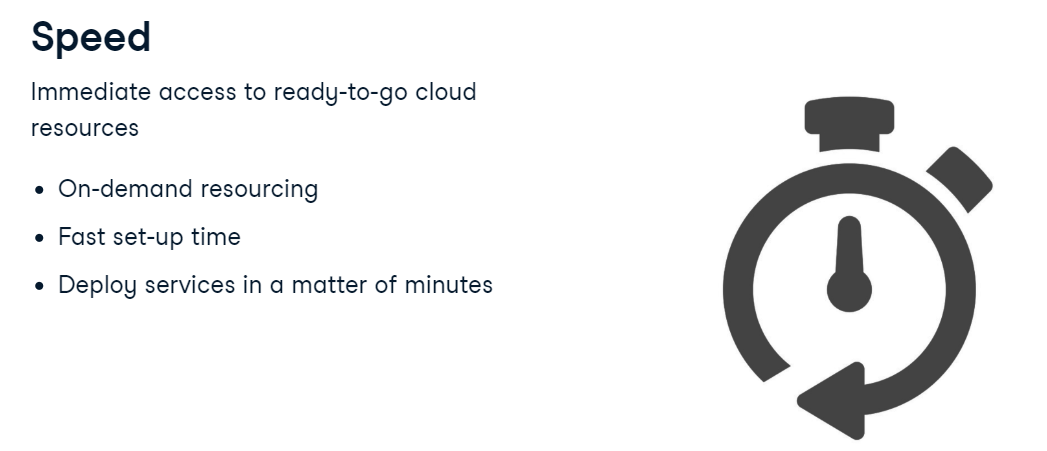 Speed
Immediate access to ready-to-go cloud
resources
• On-demand resourcing
• Fast set-up time
• Deploy services in a matter of minutes